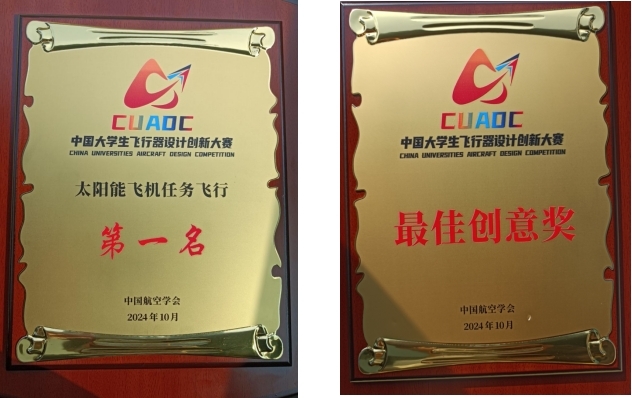 CUADC
中国大学生飞行器设计创新大赛
CHINA UNIVERSITIES AIRCRAFT DESIGN COMPETITION
太阳能飞机任务飞行
第一名
中国航空学会
2024年10月
CUADC
中国大学生飞行器设计创新大赛
CHINA UNIVERSITIES AIRCRAFT DESIGN COMPETITION
最佳创意奖
中国航空学会
2024年10月